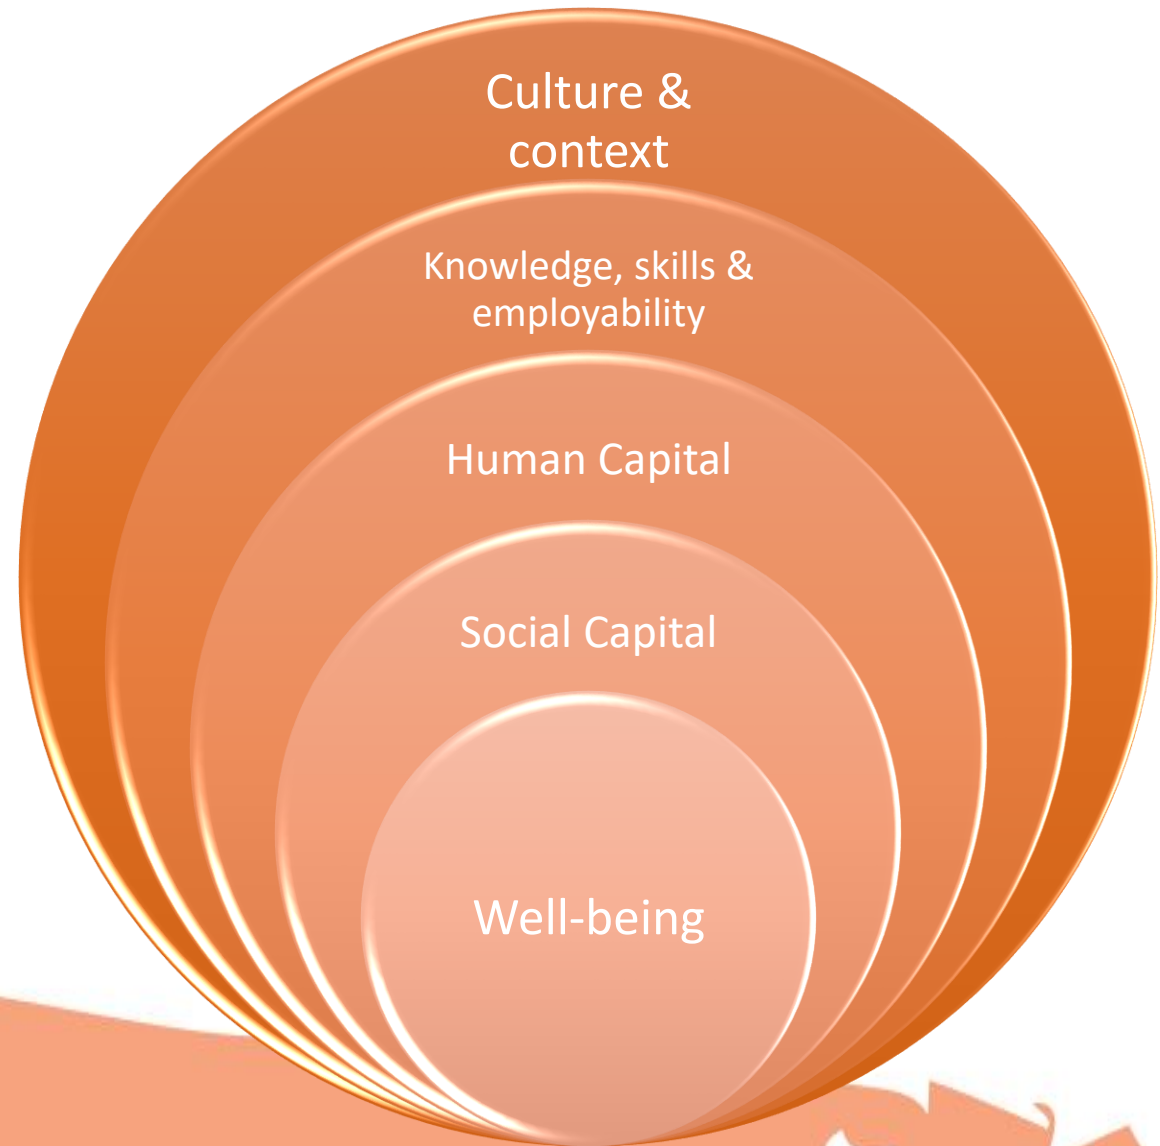 Culture &
context
Knowledge, skills &
employability
Human Capital
Social Capital
Well-being